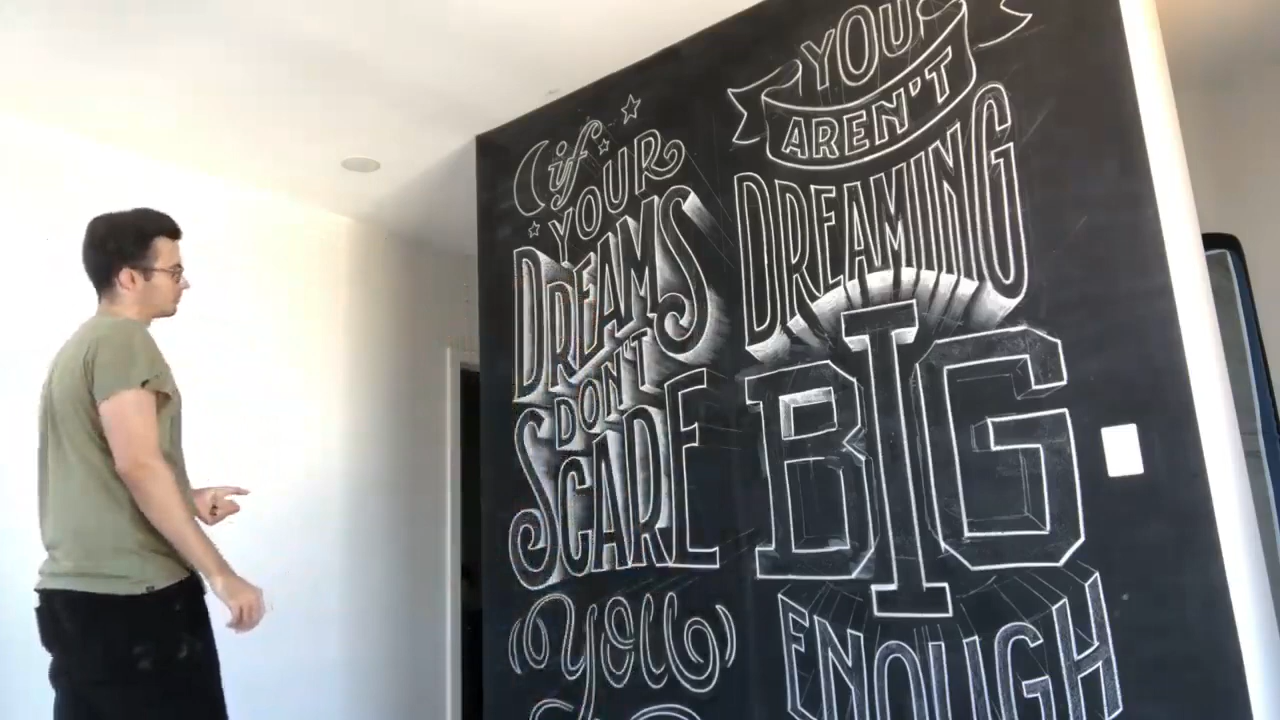 if
YOUR
DREAMS
DON'T
SCARE
you
YOU
AREN'T
DREAMING
BIG
ENOUGH